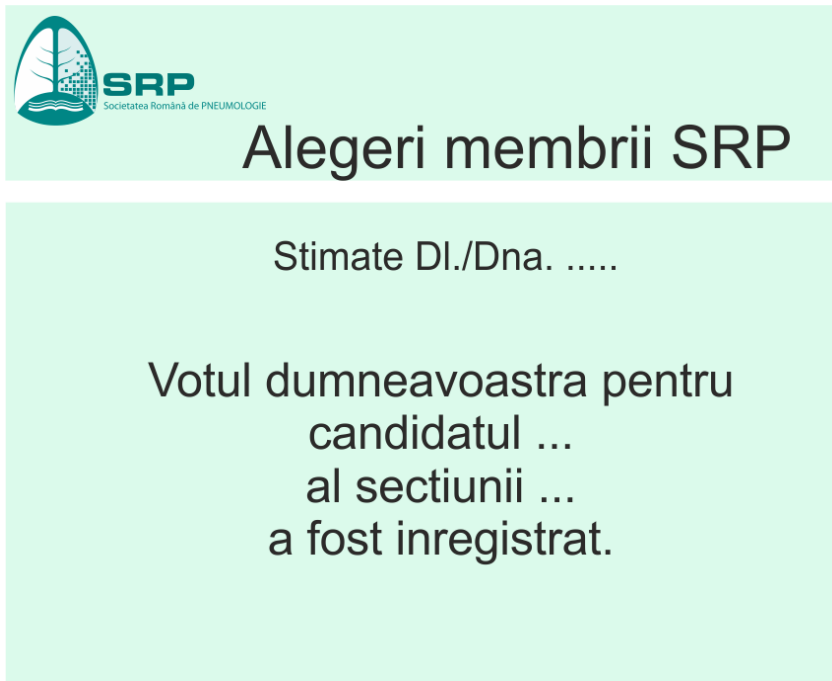 SRP
Societatea Română de PNEUMOLOGIE
Alegeri membrii SRP
Stimate Dl./Dna. .....
Votul dumneavoastra pentru
candidatul ...
al sectiunii ...
a fost inregistrat.